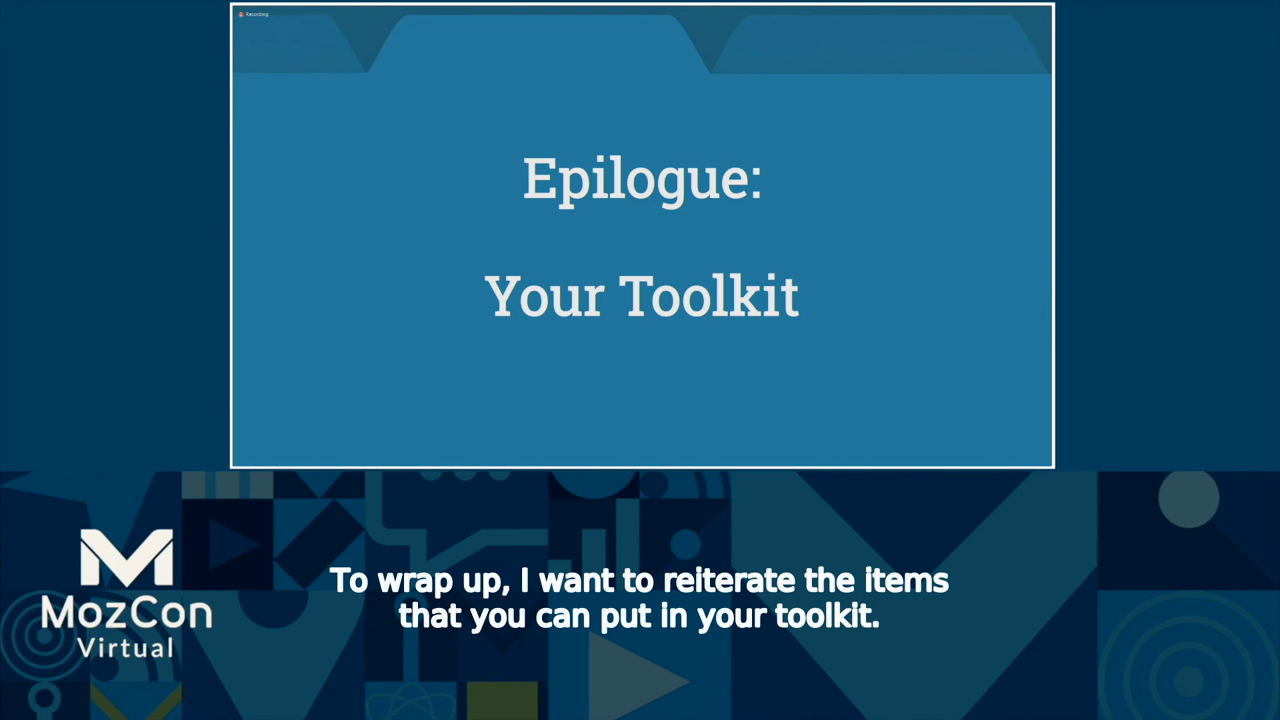 Recording
Epilogue:
Your Toolkit
To wrap up, I want to reiterate the items
that you can put in your toolkit.
MozCon
Virtual